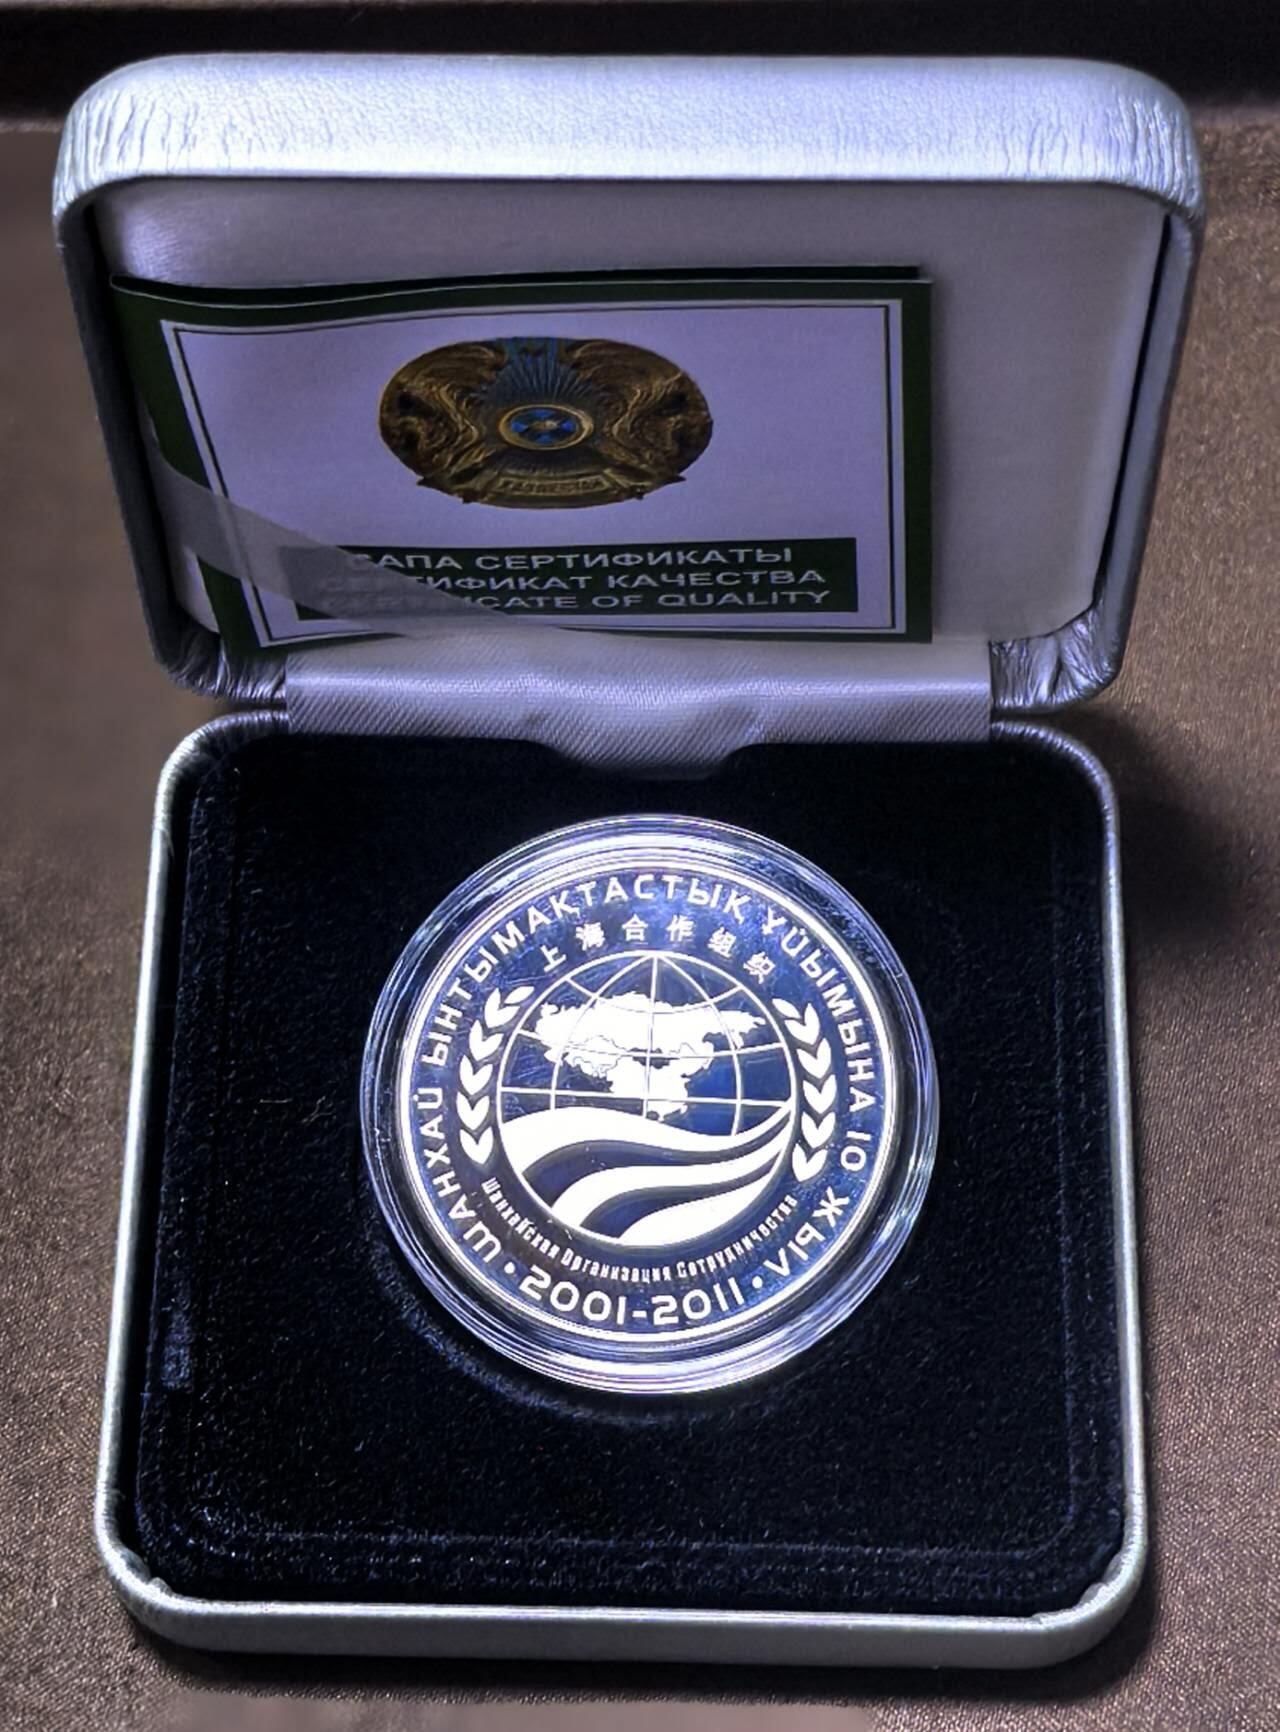 ҚАЗАҚСТАН
САПА СЕРТИФИКАТЫ
СЕРТИФИКАТ КАЧЕСТВА
CERTIFICATE OF QUALITY
ШАНХАЙ ЫНТЫМАҚТАСТЫҚ ҰЙЫМЫНА 10 ЖЫЛ
上海合作组织
Шанхайская Организация Сотрудничества
• 2001-2011 •